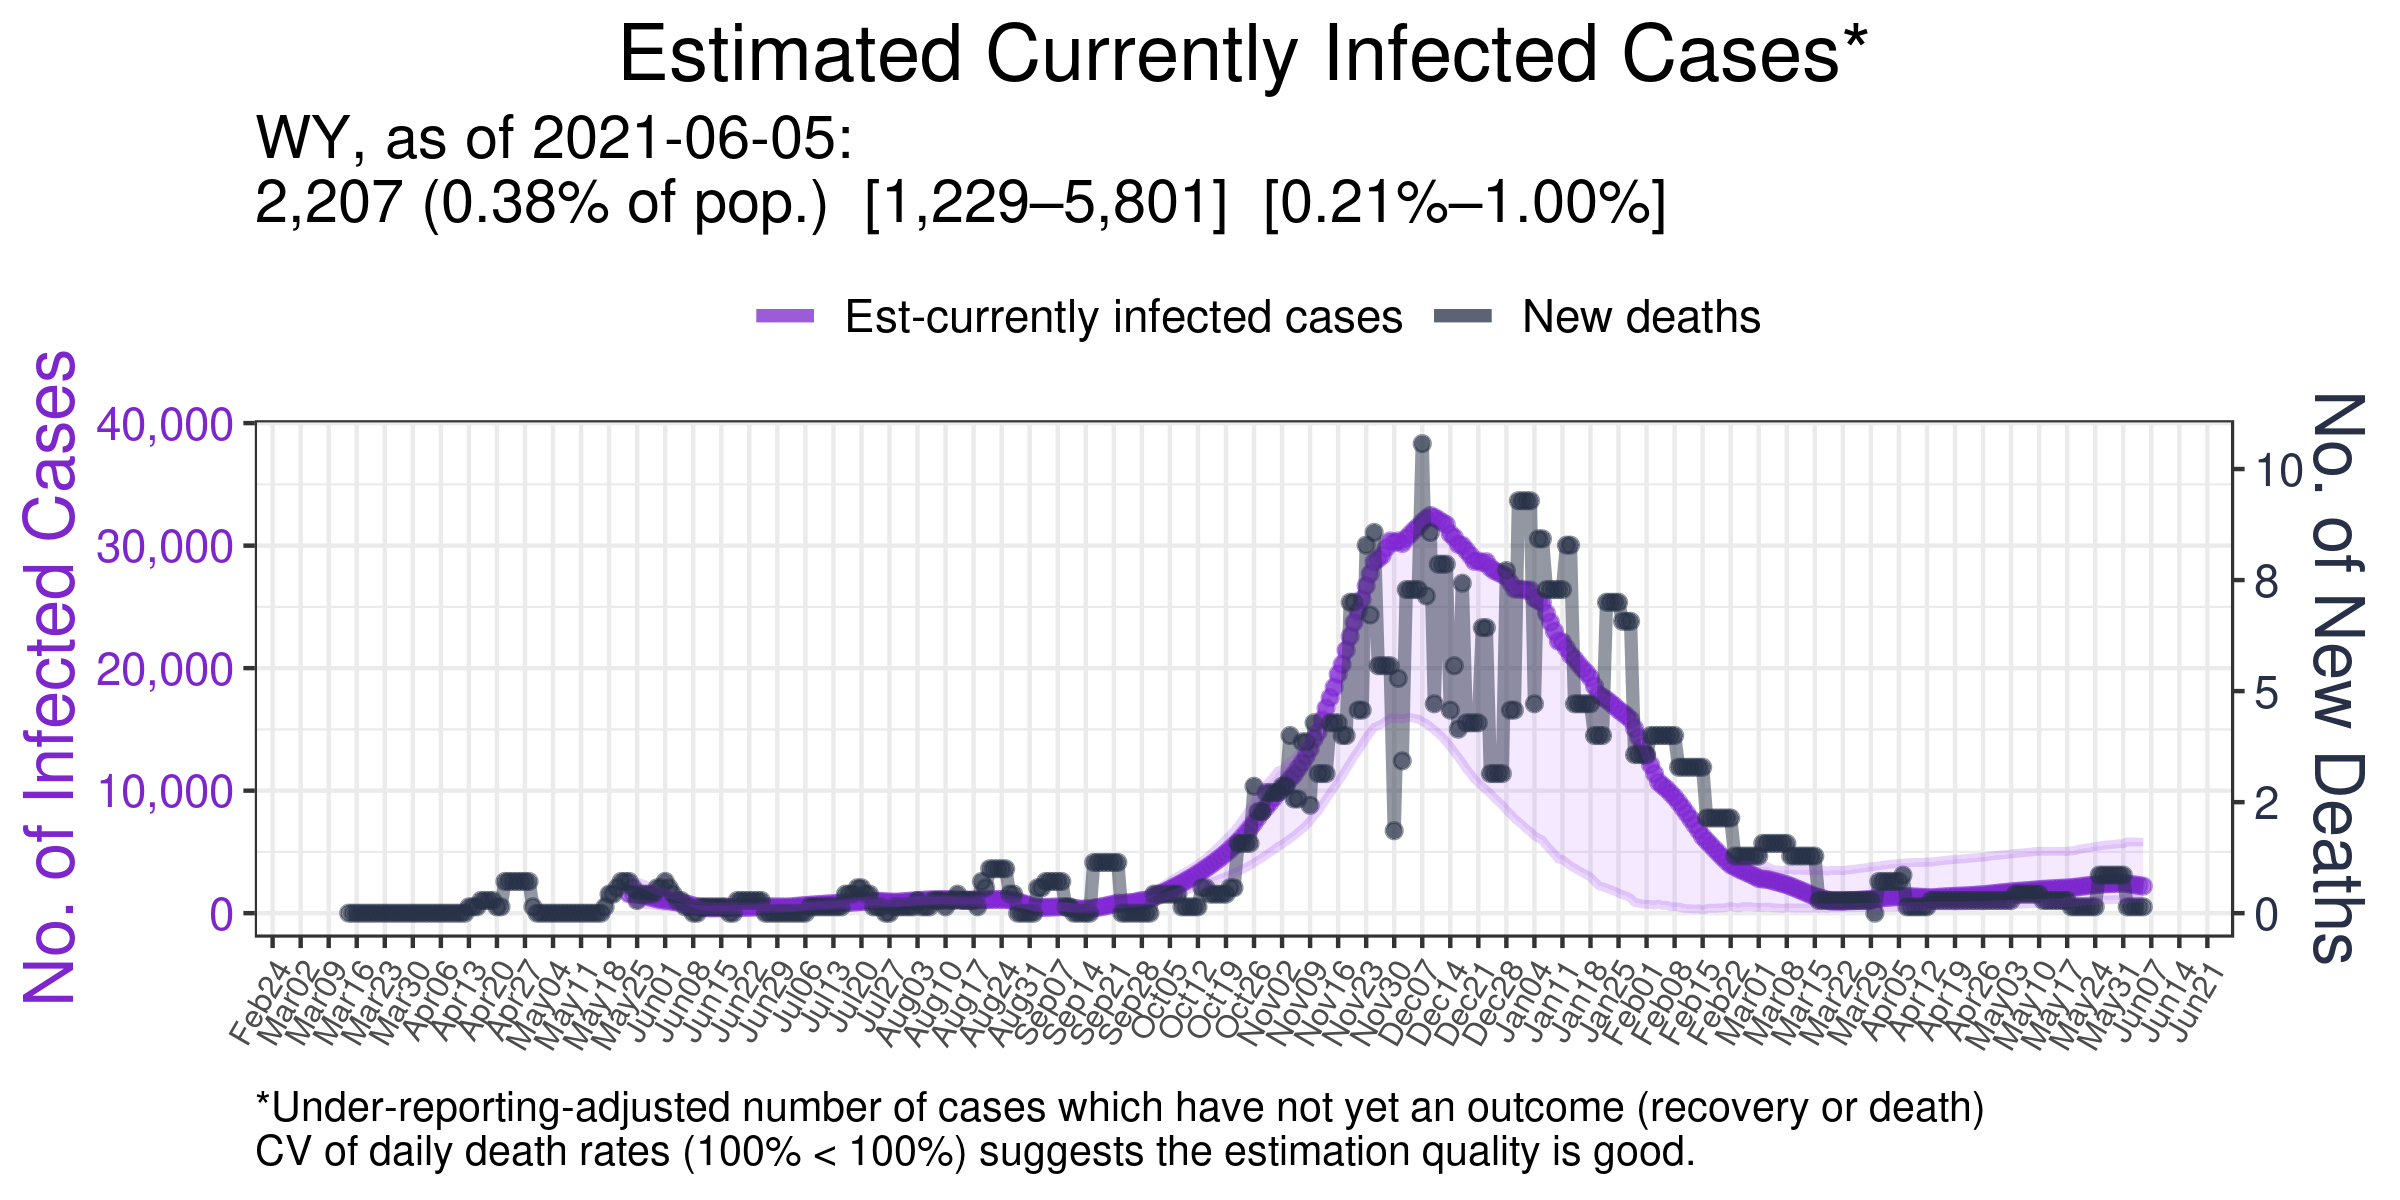 Estimated Currently Infected Cases*
WY, as of 2021-06-05:
2,207 (0.38% of pop.)  [1,229–5,801]  [0.21%–1.00%]
Est-currently infected cases
New deaths
No. of Infected Cases
40,000
30,000
20,000
10,000
0
No. of New Deaths
10
8
5
2
0
Feb24
Mar02
Mar09
Mar16
Mar23
Mar30
Apr06
Apr13
Apr20
Apr27
May04
May11
May18
May25
Jun01
Jun08
Jun15
Jun22
Jun29
Jul06
Jul13
Jul20
Jul27
Aug03
Aug10
Aug17
Aug24
Aug31
Sep07
Sep14
Sep21
Sep28
Oct05
Oct12
Oct19
Oct26
Nov02
Nov09
Nov16
Nov23
Nov30
Dec07
Dec14
Dec21
Dec28
Jan04
Jan11
Jan18
Jan25
Feb01
Feb08
Feb15
Feb22
Mar01
Mar08
Mar15
Mar22
Mar29
Apr05
Apr12
Apr19
Apr26
May03
May10
May17
May24
May31
Jun07
Jun14
Jun21
*Under-reporting-adjusted number of cases which have not yet an outcome (recovery or death)
CV of daily death rates (100% < 100%) suggests the estimation quality is good.